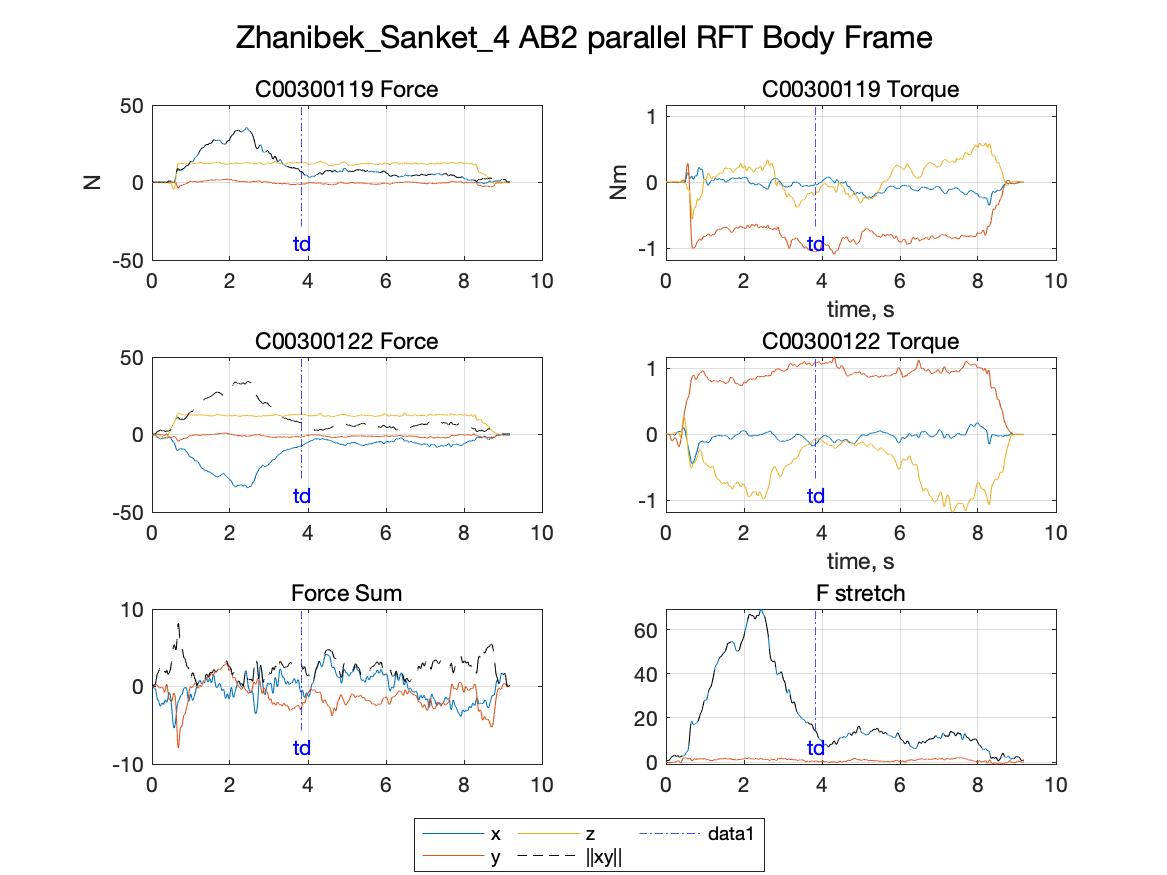 Zhanibek_Sanket_4 AB2 parallel RFT Body Frame
C00300119 Force
50
0
-50
N
td
0 2 4 6 8 10
C00300119 Torque
1
0
-1
Nm
td
0 2 4 6 8 10
time, s
C00300122 Force
50
0
-50
td
0 2 4 6 8 10
C00300122 Torque
1
0
-1
td
0 2 4 6 8 10
time, s
Force Sum
10
0
-10
td
0 2 4 6 8 10
F stretch
60
40
20
0
td
0 2 4 6 8 10
x z data1
y ||xy||